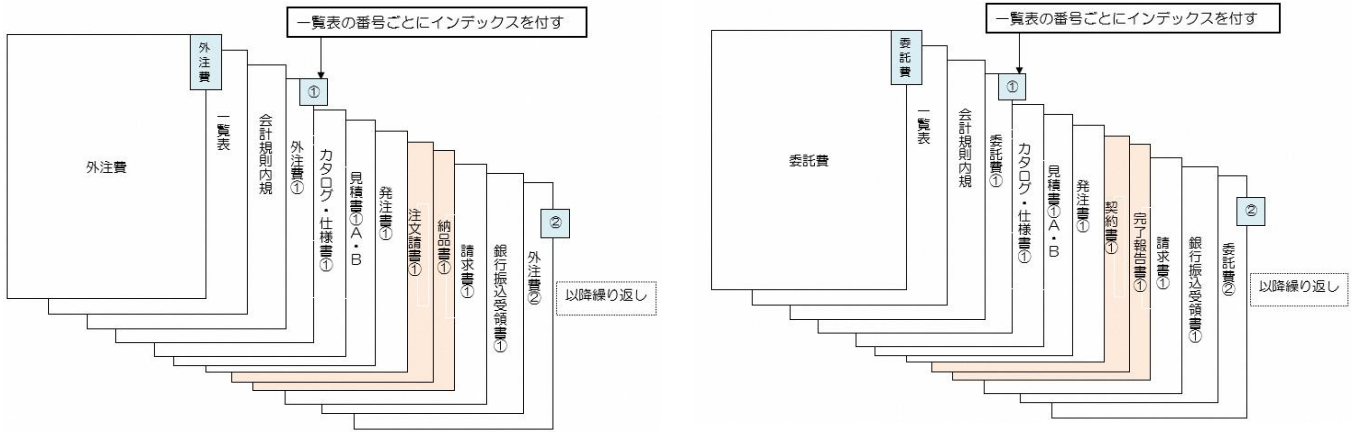 一覧表の番号ごとにインデックスを付す
外注費
①
外注費
一覧表
会計規則内規
外注費①
カタログ・仕様書①
見積書①A・B
発注書①
注文請書①
納品書①
請求書①
銀行振込受領書①
外注費②
②
以降繰り返し
一覧表の番号ごとにインデックスを付す
委託費
①
委託費
一覧表
会計規則内規
委託費①
カタログ・仕様書①
見積書①A・B
発注書①
契約書①
完了報告書①
請求書①
銀行振込受領書①
委託費②
②
以降繰り返し